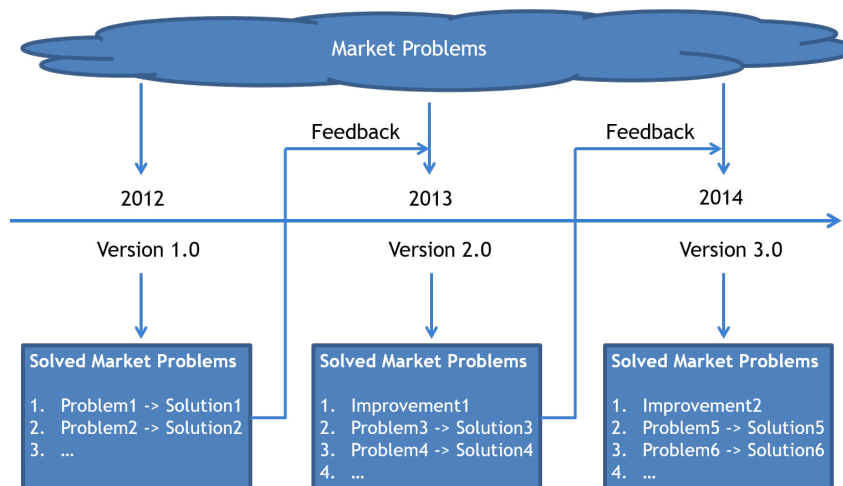 Market Problems
Feedback
Feedback
2012
2013
2014
Version 1.0
Version 2.0
Version 3.0
Solved Market Problems
1. Problem1 -> Solution1
2. Problem2 -> Solution2
3. ...
Solved Market Problems
1. Improvement1
2. Problem3 -> Solution3
3. Problem4 -> Solution4
4. ...
Solved Market Problems
1. Improvement2
2. Problem5 -> Solution5
3. Problem6 -> Solution6
4. ...